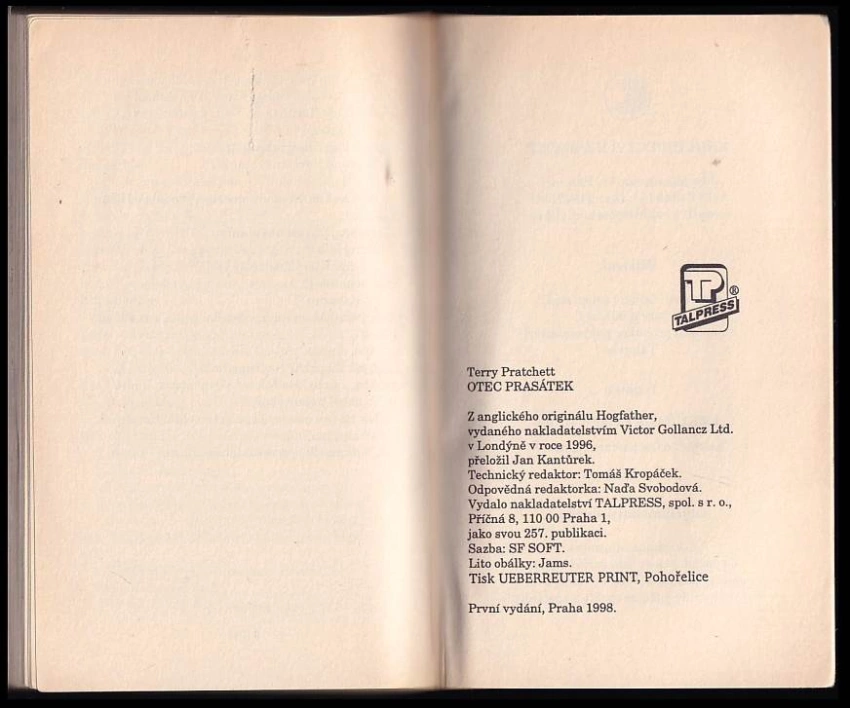 TP ®
TALPRESS
Terry Pratchett
OTEC PRASÁTEK
Z anglického originálu Hogfather,
vydaného nakladatelstvím Victor Gollancz Ltd.
v Londýně v roce 1996,
přeložil Jan Kantůrek.
Technický redaktor: Tomáš Kropáček.
Odpovědná redaktorka: Naďa Svobodová.
Vydalo nakladatelství TALPRESS, spol. s r. o.,
Příčná 8, 110 00 Praha 1,
jako svou 257. publikaci.
Sazba: SF SOFT.
Lito obálky: Jams.
Tisk UEBERREUTER PRINT, Pohořelice
První vydání, Praha 1998.